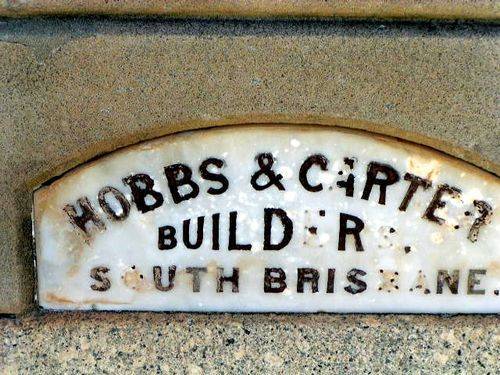 HOBBS & CARTER
BUILDERS.
SOUTH BRISBANE.